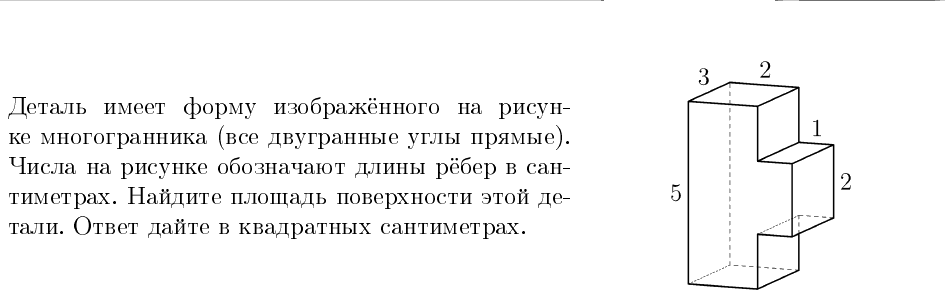 Деталь имеет форму изображённого на рисун-
ке многогранника (все двугранные углы прямые).
Числа на рисунке обозначают длины рёбер в сан-
тиметрах. Найдите площадь поверхности этой де-
тали. Ответ дайте в квадратных сантиметрах.
3 2
1
5 2